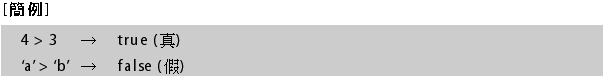 [簡例]
4 > 3 → true (真)
‘a’ > ‘b’ → false (假)